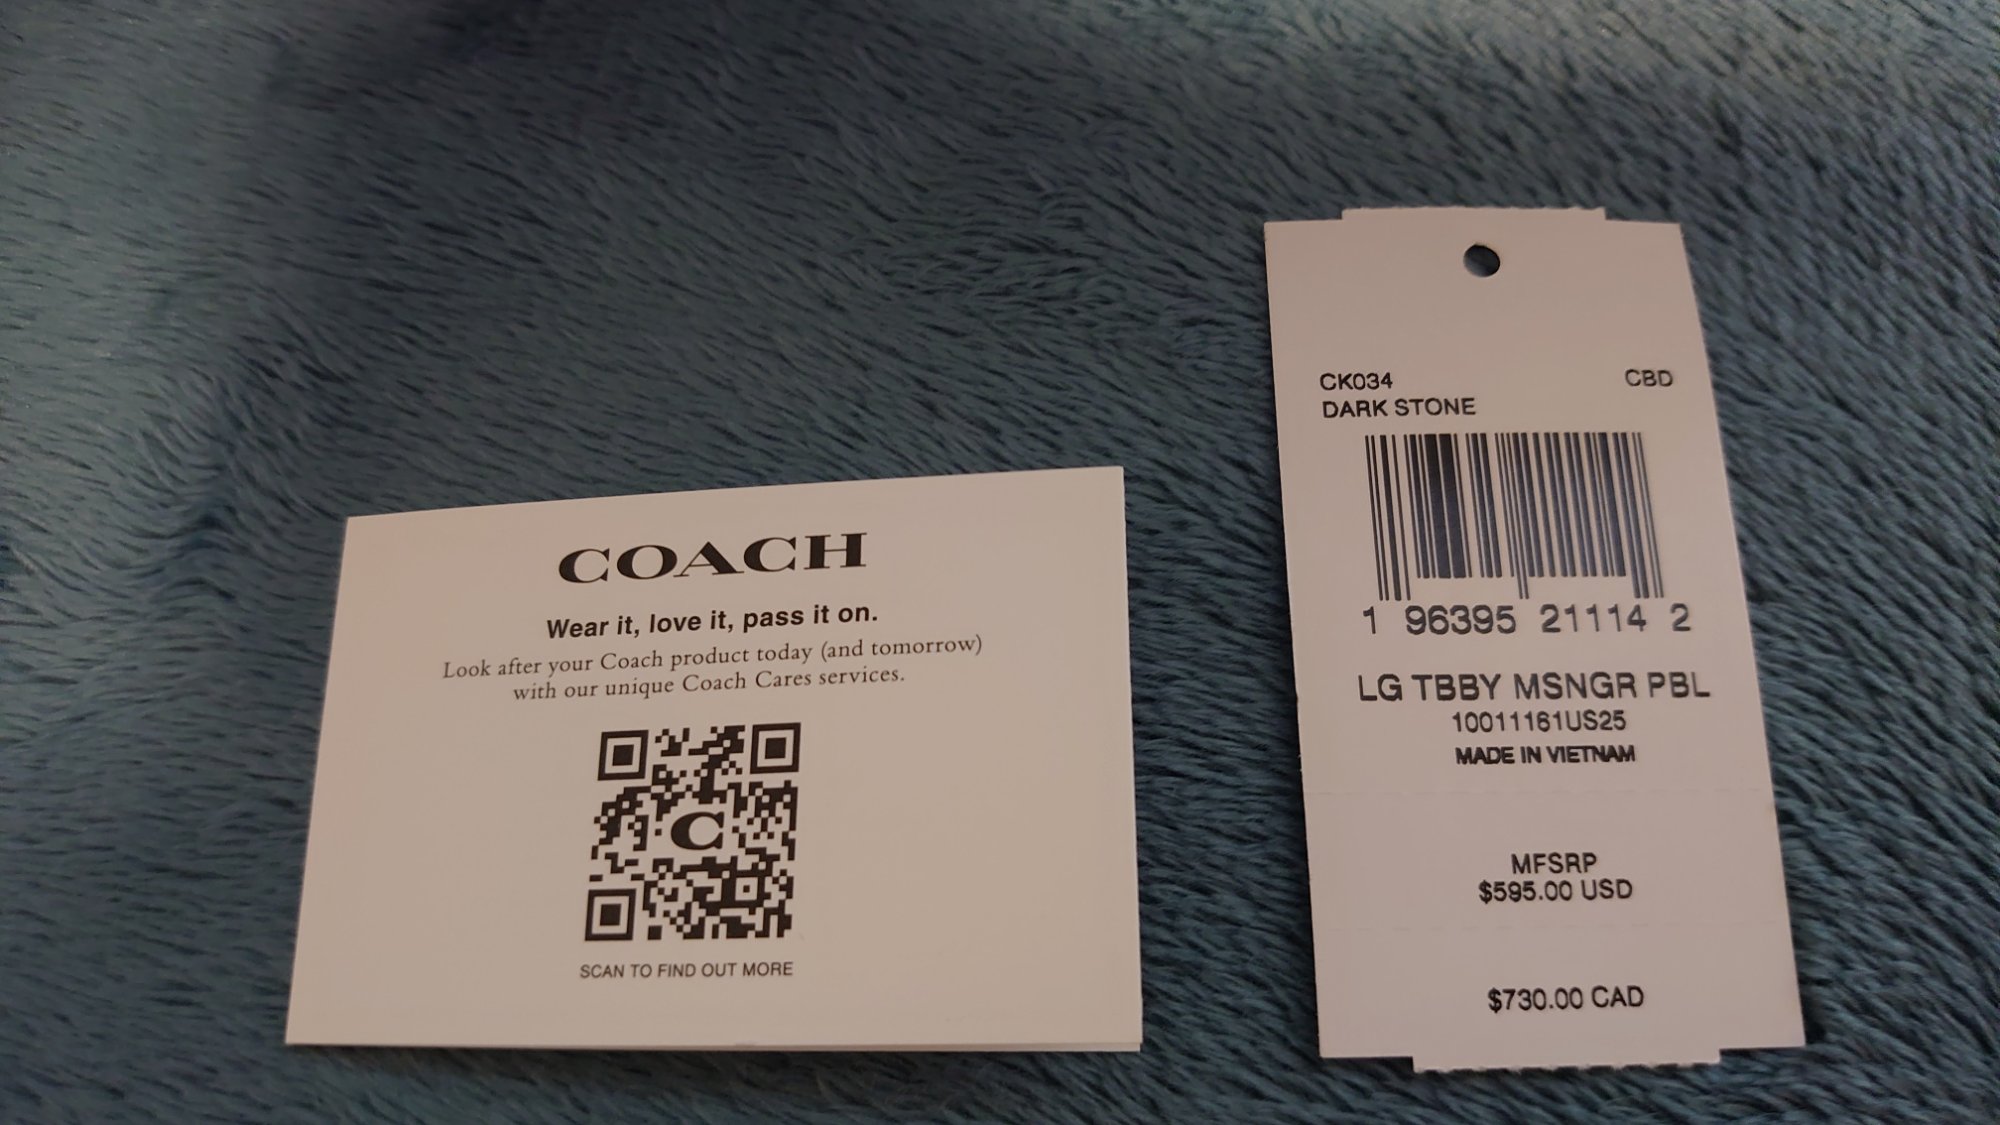 COACH
Wear it, love it, pass it on.
Look after your Coach product today (and tomorrow)
with our unique Coach Cares services.
C
SCAN TO FIND OUT MORE
CK034 CBD
DARK STONE
1 96395 21114 2
LG TBBY MSNGR PBL
10011161US25
MADE IN VIETNAM
MFSRP
$595.00 USD
$730.00 CAD